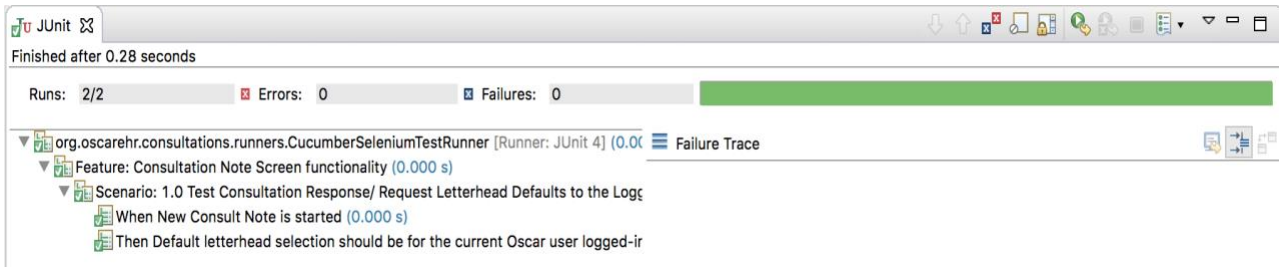 JUnit
Finished after 0.28 seconds
Runs: 2/2 Errors: 0 Failures: 0
org.oscarehr.consultations.runners.CucumberSeleniumTestRunner [Runner: JUnit 4] (0.00
Failure Trace
Feature: Consultation Note Screen functionality (0.000 s)
Scenario: 1.0 Test Consultation Response/ Request Letterhead Defaults to the Logg
When New Consult Note is started (0.000 s)
Then Default letterhead selection should be for the current Oscar user logged-in